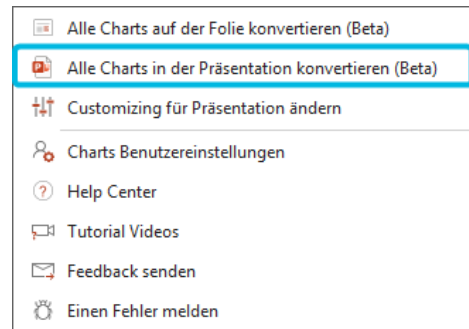 Alle Charts auf der Folie konvertieren (Beta)
Alle Charts in der Präsentation konvertieren (Beta)
Customizing für Präsentation ändern
Charts Benutzereinstellungen
Help Center
Tutorial Videos
Feedback senden
Einen Fehler melden